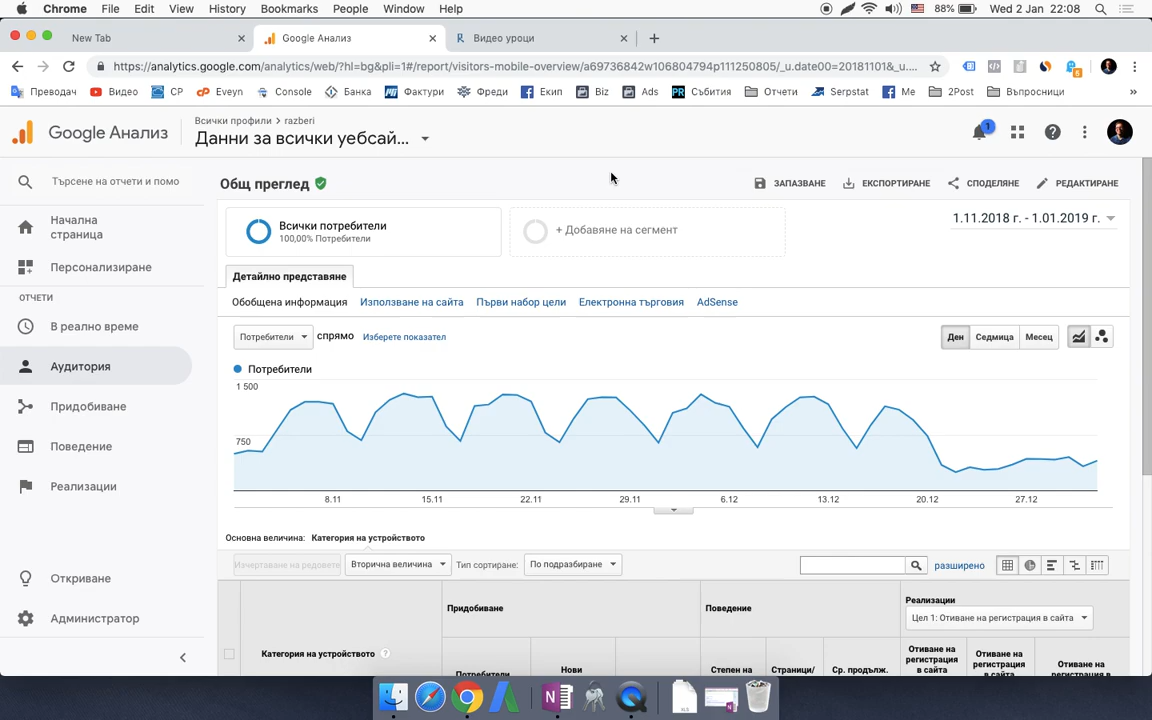 Chrome File Edit View History Bookmarks People Window Help 88% Wed 2 Jan 22:08
New Tab Google Анализ Видео уроци
https://analytics.google.com/analytics/web/?hl=bg&pli=1#/report/visitors-mobile-overview/a69736842w106804794p111250805/_u.date00=20181101&_u....
Преводач Видео CP Eveyn Console Банка Фактури Фреди Екип Biz Ads PR Събития Отчети Serpstat Me 2Post Въпросници »
Google Анализ
Всички профили > razberi
Данни за всички уебсай...
1
Търсене на отчети и помо
Общ преглед
ЗАПАЗВАНЕ ЕКСПОРТИРАНЕ СПОДЕЛЯНЕ РЕДАКТИРАНЕ
Начална
страница
Персонализиране
ОТЧЕТИ
В реално време
Аудитория
Придобиване
Поведение
Реализации
Откриване
Администратор
Всички потребители
100,00% Потребители
+ Добавяне на сегмент
1.11.2018 г. - 1.01.2019 г.
Детайлно представяне
Обобщена информация Използване на сайта Първи набор цели Електронна търговия AdSense
Потребители спрямо Изберете показател
Ден Седмица Месец
Потребители
1 500
750
8.11 15.11 22.11 29.11 6.12 13.12 20.12 27.12
Основна величина: Категория на устройството
Изчертаване на редовете Вторична величина Тип сортиране: По подразбиране разширено
Придобиване Поведение Реализации
Цел 1: Отиване на регистрация в сайта
Категория на устройството ?
Потребители
Нови
Степен на
Страници/
Ср. продълж.
Отиване на
регистрация
в сайта
Отиване на
регистрация
в сайта
Отиване на
регистрация в